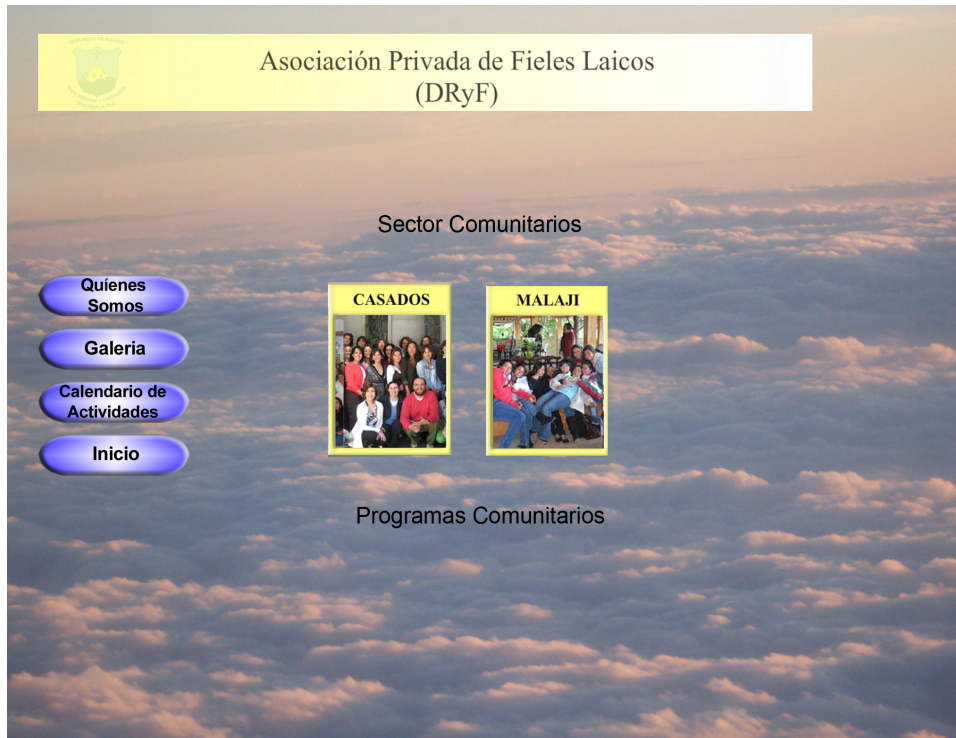 Asociación Privada de Fieles Laicos
(DRyF)
Sector Comunitarios
Quíenes
Somos
Galeria
Calendario de
Actividades
Inicio
CASADOS
MALAJI
Programas Comunitarios